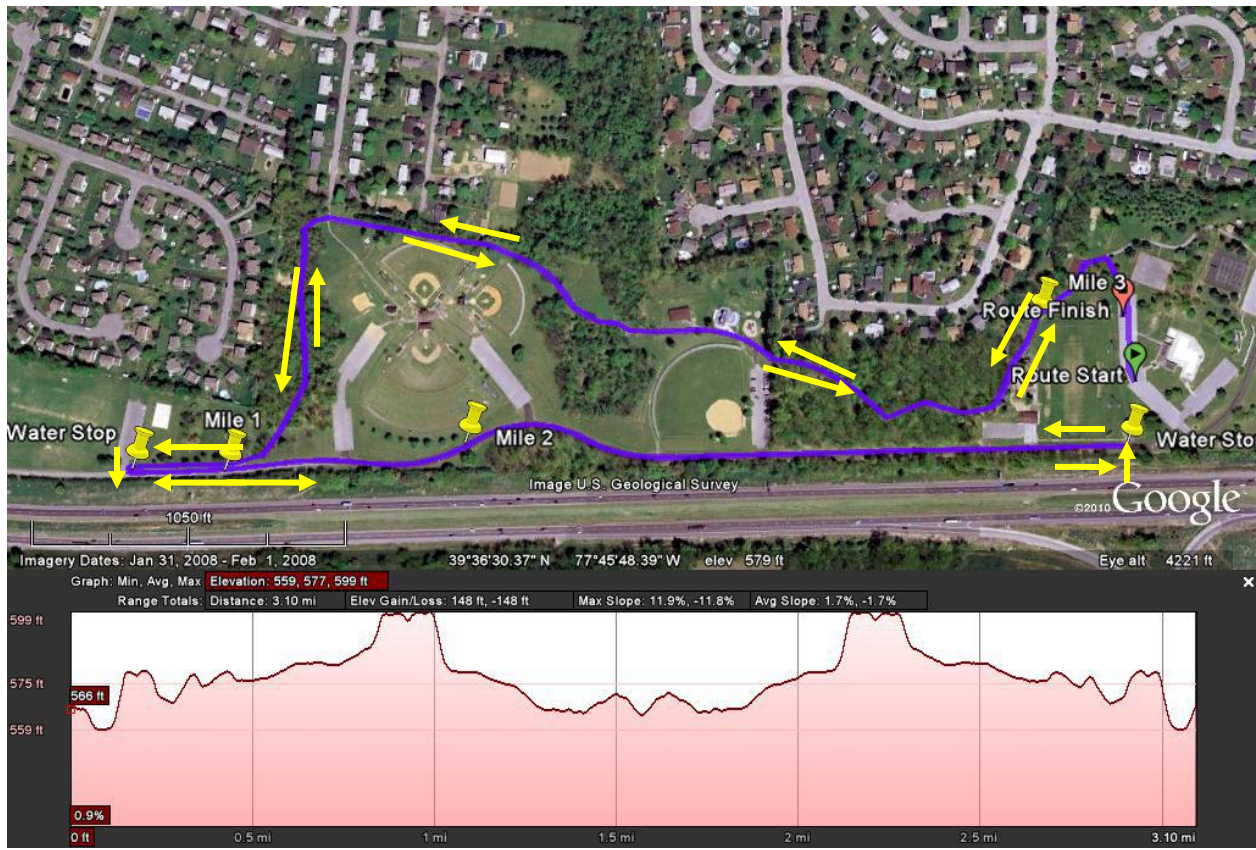 Mile 3
Route Finish
Route Start
Mile 1
Water Stop
Mile 2
Water Sto
Image U.S. Geological Survey
©2010 Google
1050 ft
Imagery Dates: Jan 31, 2008 - Feb 1, 2008 39°36'30.37" N 77°45'48.39" W elev 579 ft Eye alt 4221 ft
Graph: Min, Avg, Max Elevation: 559, 577, 599 ft
Range Totals: Distance: 3.10 mi Elev Gain/Loss: 148 ft, -148 ft Max Slope: 11.9%, -11.8% Avg Slope: 1.7%, -1.7%
599 ft
575 ft
566 ft
559 ft
0.9%
0 ft 0.5 mi 1 mi 1.5 mi 2 mi 2.5 mi 3.10 mi